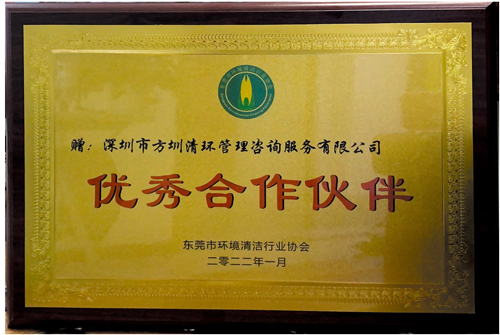 赠：深圳市方圳清环管理咨询服务有限公司
优秀合作伙伴
东莞市环境清洁行业协会
二零二二年一月